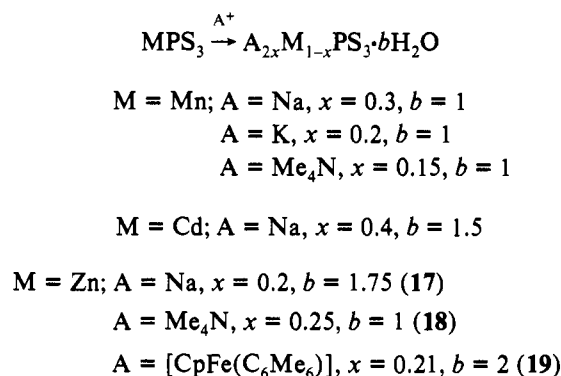 MPS₃ —A⁺→ A₂ₓM₁₋ₓPS₃·bH₂O
M = Mn; A = Na, x = 0.3, b = 1
A = K, x = 0.2, b = 1
A = Me₄N, x = 0.15, b = 1
M = Cd; A = Na, x = 0.4, b = 1.5
M = Zn; A = Na, x = 0.2, b = 1.75 (17)
A = Me₄N, x = 0.25, b = 1 (18)
A = [CpFe(C₆Me₆)], x = 0.21, b = 2 (19)